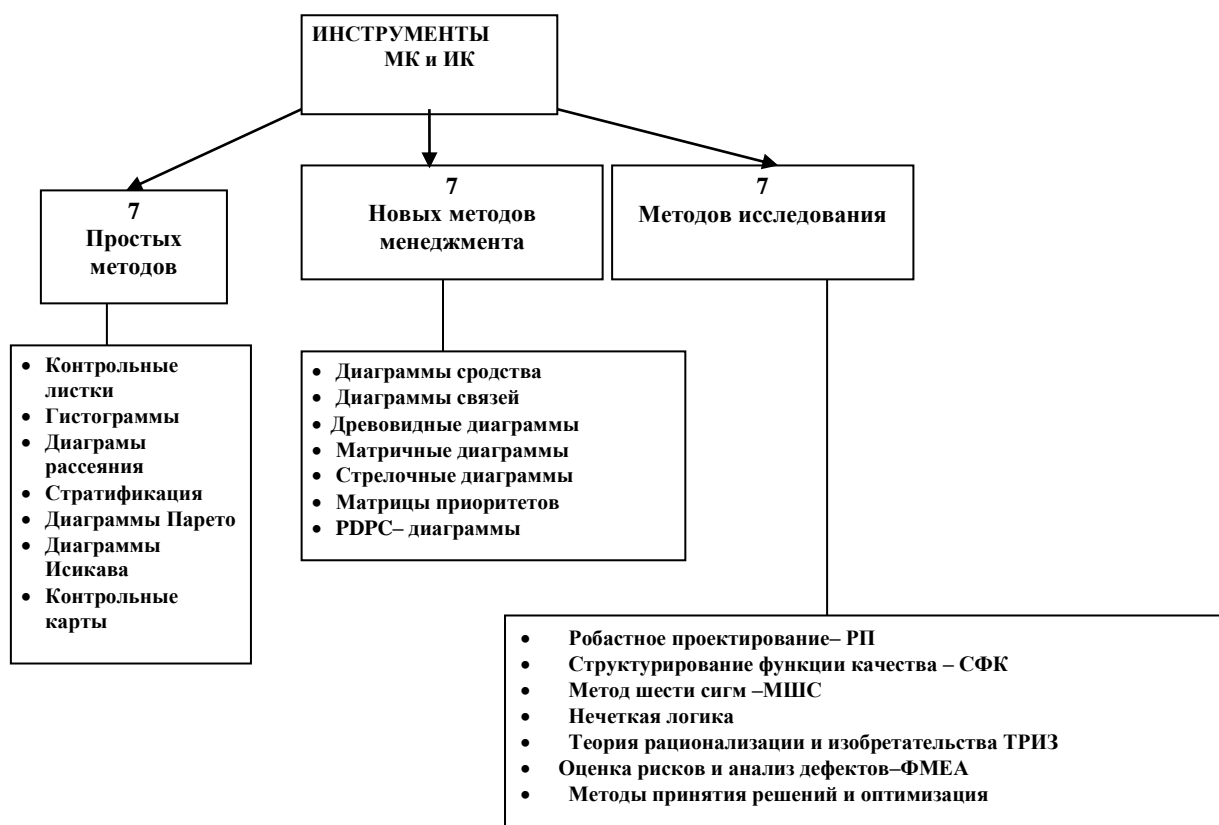 ИНСТРУМЕНТЫ
МК и ИК
7
Простых
методов
7
Новых методов
менеджмента
7
Методов исследования
• Контрольные
листки
• Гистограммы
• Диаграмы
рассеяния
• Стратификация
• Диаграммы Парето
• Диаграммы
Исикава
• Контрольные
карты
• Диаграммы сродства
• Диаграммы связей
• Древовидные диаграммы
• Матричные диаграммы
• Стрелочные диаграммы
• Матрицы приоритетов
• PDPC– диаграммы
• Робастное проектирование– РП
• Структурирование функции качества – СФК
• Метод шести сигм –МШС
• Нечеткая логика
• Теория рационализации и изобретательства ТРИЗ
• Оценка рисков и анализ дефектов–ФМЕА
• Методы принятия решений и оптимизация